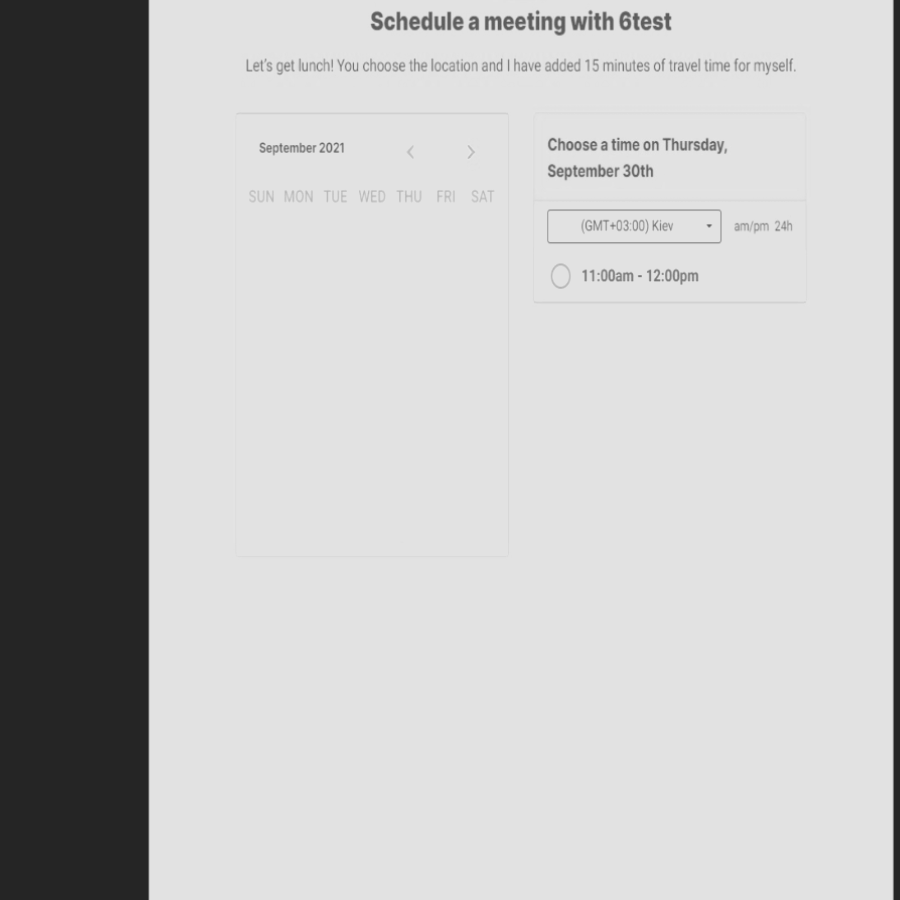 Schedule a meeting with 6test
Let's get lunch! You choose the location and I have added 15 minutes of travel time for myself.
September 2021
SUN MON TUE WED THU FRI SAT
Choose a time on Thursday,
September 30th
(GMT+03:00) Kiev am/pm 24h
11:00am - 12:00pm